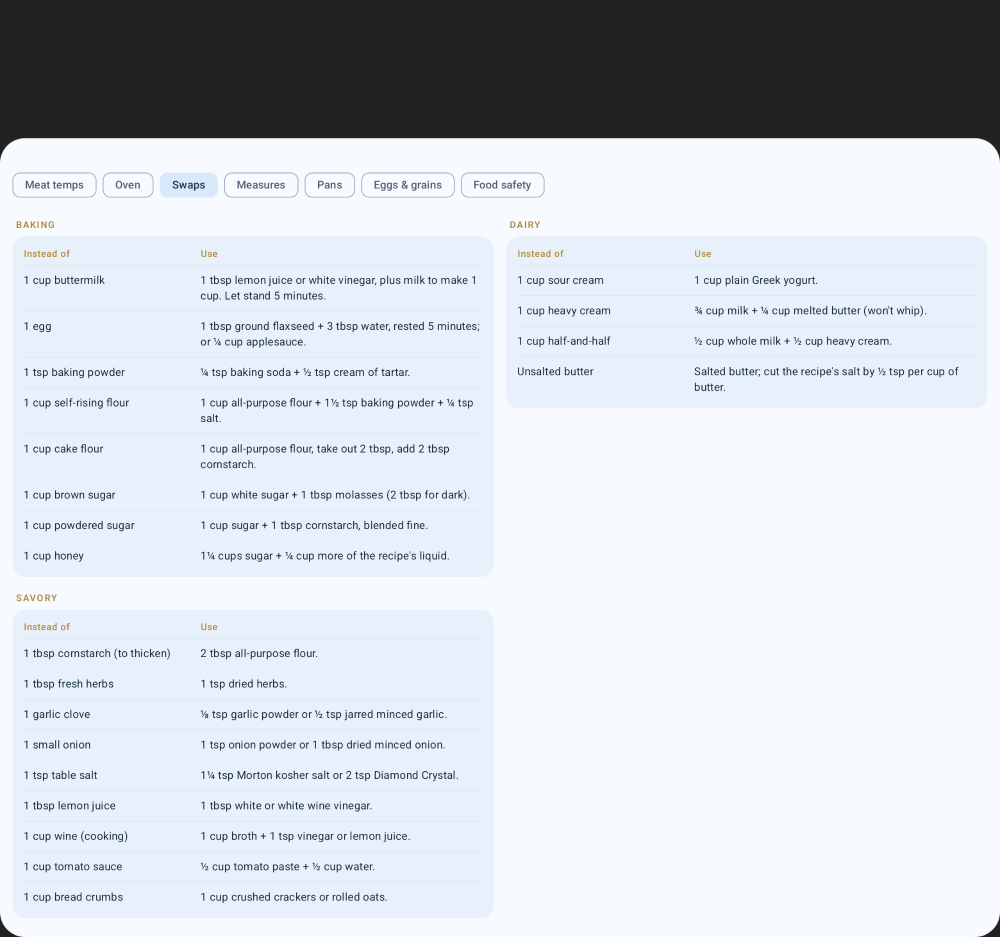 Meat temps
Oven
Swaps
Measures
Pans
Eggs & grains
Food safety
BAKING
Instead of Use
1 cup buttermilk 1 tbsp lemon juice or white vinegar, plus milk to make 1
cup. Let stand 5 minutes.
1 egg 1 tbsp ground flaxseed + 3 tbsp water, rested 5 minutes;
or ¼ cup applesauce.
1 tsp baking powder ¼ tsp baking soda + ½ tsp cream of tartar.
1 cup self-rising flour 1 cup all-purpose flour + 1½ tsp baking powder + ¼ tsp
salt.
1 cup cake flour 1 cup all-purpose flour, take out 2 tbsp, add 2 tbsp
cornstarch.
1 cup brown sugar 1 cup white sugar + 1 tbsp molasses (2 tbsp for dark).
1 cup powdered sugar 1 cup sugar + 1 tbsp cornstarch, blended fine.
1 cup honey 1¼ cups sugar + ¼ cup more of the recipe's liquid.
SAVORY
Instead of Use
1 tbsp cornstarch (to thicken) 2 tbsp all-purpose flour.
1 tbsp fresh herbs 1 tsp dried herbs.
1 garlic clove ⅛ tsp garlic powder or ½ tsp jarred minced garlic.
1 small onion 1 tsp onion powder or 1 tbsp dried minced onion.
1 tsp table salt 1¼ tsp Morton kosher salt or 2 tsp Diamond Crystal.
1 tbsp lemon juice 1 tbsp white or white wine vinegar.
1 cup wine (cooking) 1 cup broth + 1 tsp vinegar or lemon juice.
1 cup tomato sauce ½ cup tomato paste + ½ cup water.
1 cup bread crumbs 1 cup crushed crackers or rolled oats.
DAIRY
Instead of Use
1 cup sour cream 1 cup plain Greek yogurt.
1 cup heavy cream ¾ cup milk + ¼ cup melted butter (won't whip).
1 cup half-and-half ½ cup whole milk + ½ cup heavy cream.
Unsalted butter Salted butter; cut the recipe's salt by ½ tsp per cup of
butter.